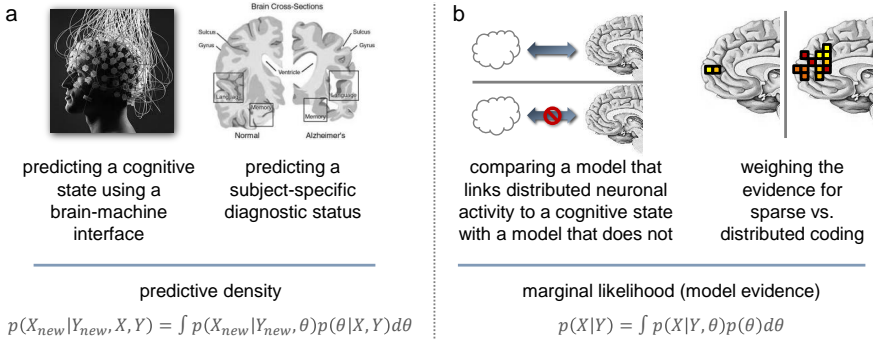 a
Brain Cross-Sections
Sulcus
Gyrus
Sulcus
Gyrus
Ventricle
Language
Language
Memory
Memory
Normal
Alzheimer's
predicting a cognitive
state using a
brain-machine
interface
predicting a
subject-specific
diagnostic status
predictive density
p(X_new|Y_new, X, Y) = ∫ p(X_new|Y_new, θ)p(θ|X, Y)dθ
b
comparing a model that
links distributed neuronal
activity to a cognitive state
with a model that does not
weighing the
evidence for
sparse vs.
distributed coding
marginal likelihood (model evidence)
p(X|Y) = ∫ p(X|Y, θ)p(θ)dθ